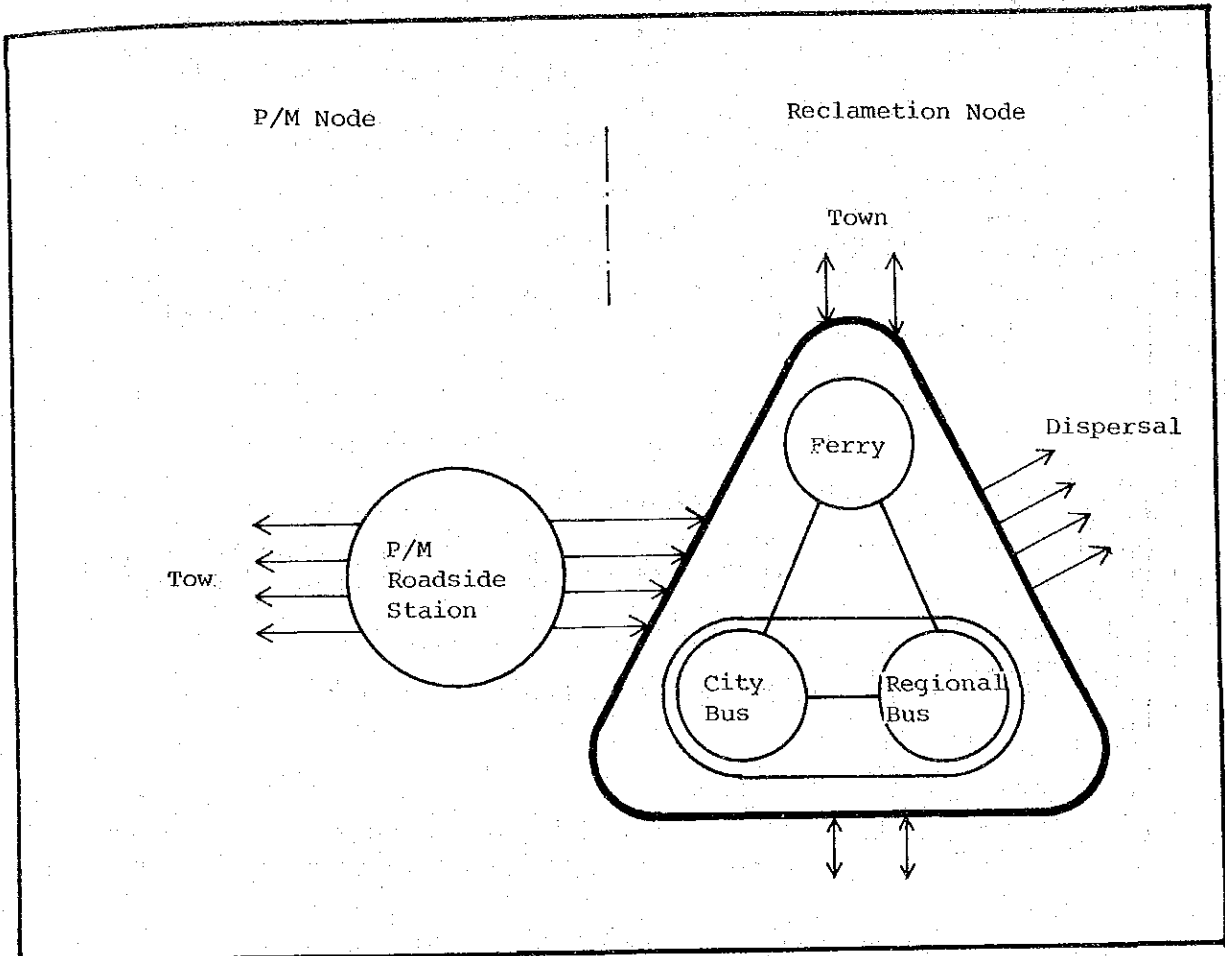 P/M Node
Reclametion Node
Town
Dispersal
Ferry
P/M
Roadside
Staion
Tow
City
Bus
Regional
Bus